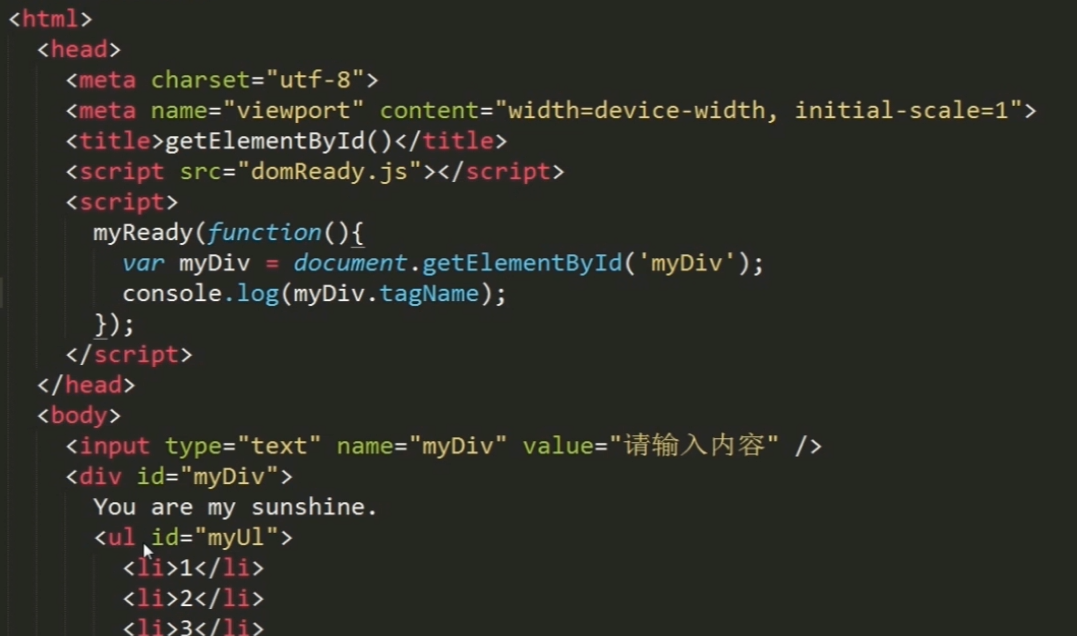 <html>
<head>
<meta charset="utf-8">
<meta name="viewport" content="width=device-width, initial-scale=1">
<title>getElementById()</title>
<script src="domReady.js"></script>
<script>
myReady(function(){
var myDiv = document.getElementById('myDiv');
console.log(myDiv.tagName);
});
</script>
</head>
<body>
<input type="text" name="myDiv" value="请输入内容" />
<div id="myDiv">
You are my sunshine.
<ul id="myUl">
<li>1</li>
<li>2</li>
<li>3</li>